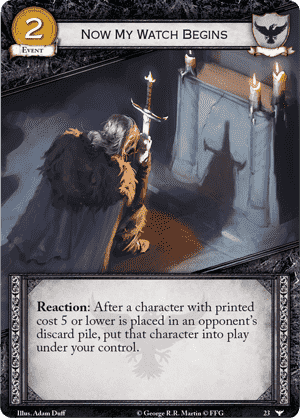 2
NOW MY WATCH BEGINS
EVENT
Reaction: After a character with printed
cost 5 or lower is placed in an opponent's
discard pile, put that character into play
under your control.
Illus. Adam Duff
© George R.R. Martin © FFG
23